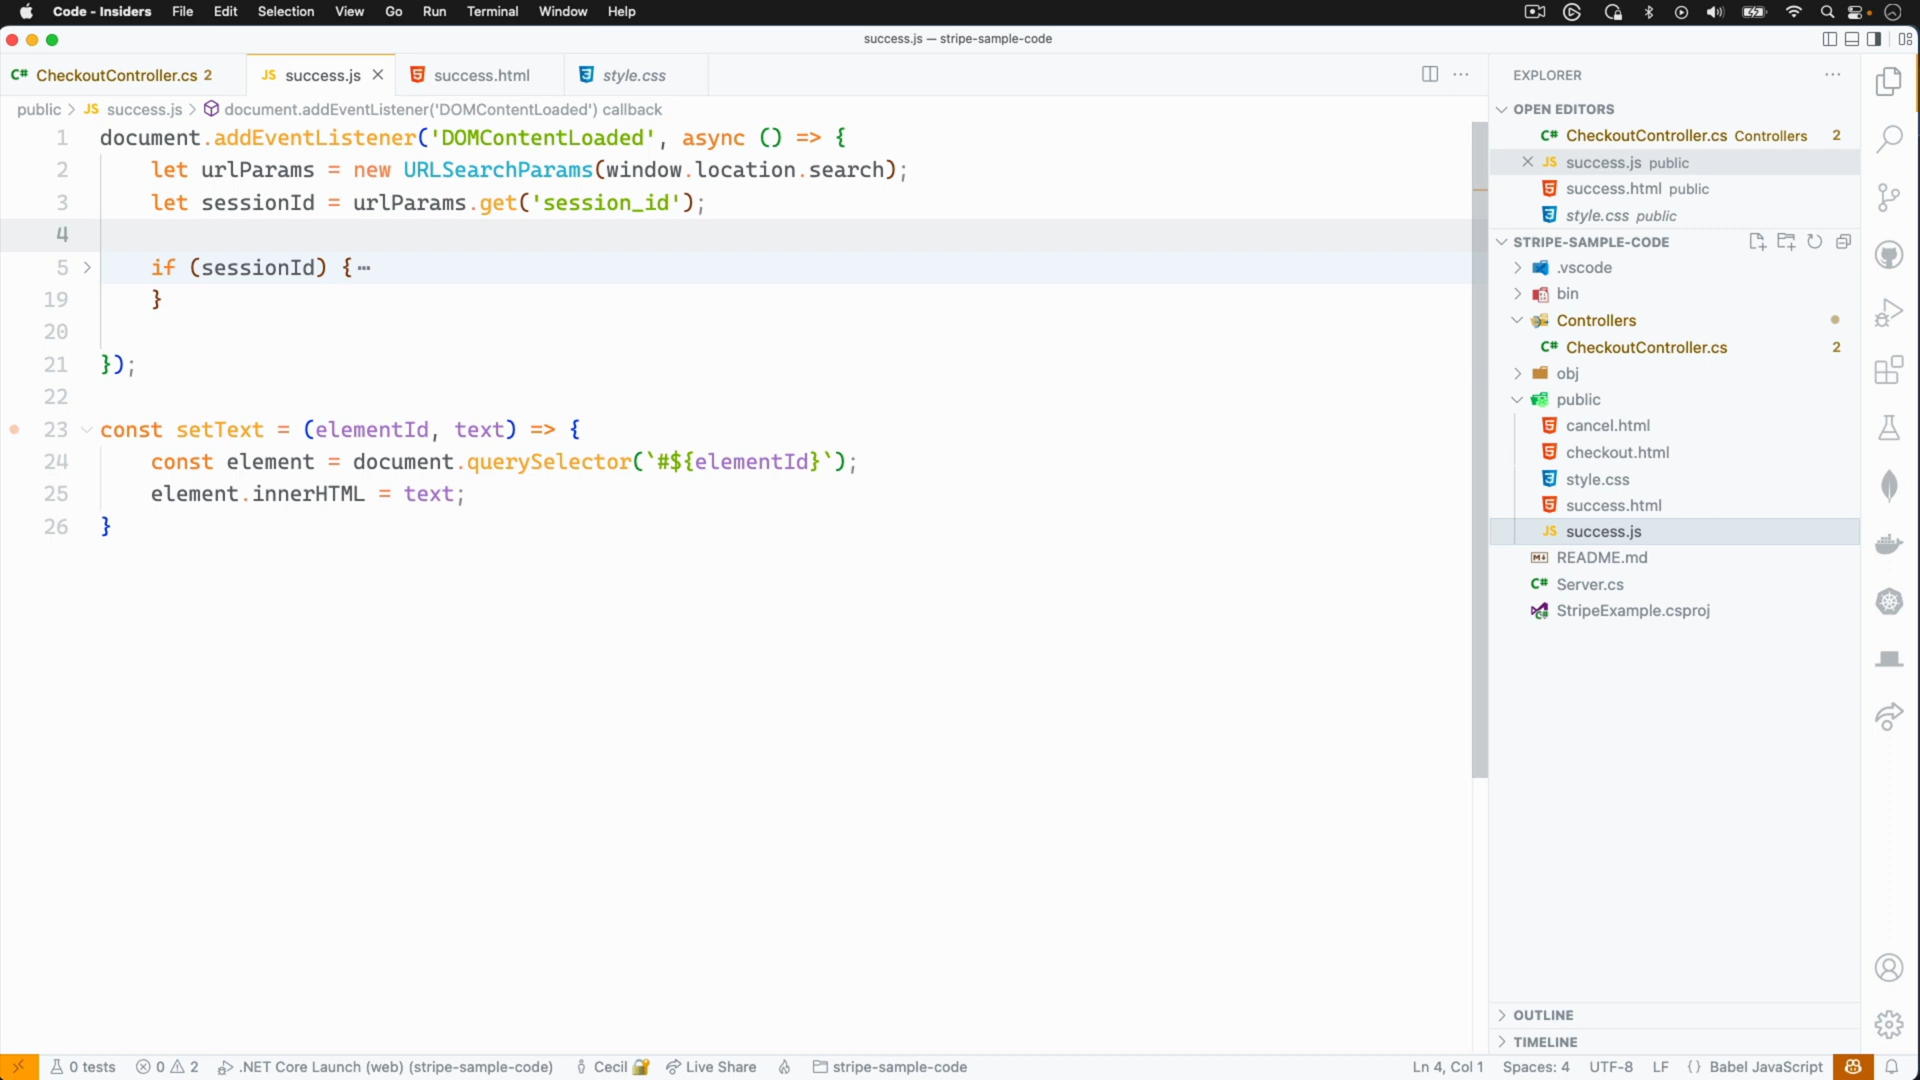 Code - Insiders File Edit Selection View Go Run Terminal Window Help
success.js — stripe-sample-code
C# CheckoutController.cs 2
JS success.js
success.html
style.css
EXPLORER
public > JS success.js > document.addEventListener('DOMContentLoaded') callback
1 document.addEventListener('DOMContentLoaded', async () => {
2 let urlParams = new URLSearchParams(window.location.search);
3 let sessionId = urlParams.get('session_id');
4
5 if (sessionId) {⋯
19 }
20
21 });
22
23 const setText = (elementId, text) => {
24 const element = document.querySelector(`#${elementId}`);
25 element.innerHTML = text;
26 }
OPEN EDITORS
C# CheckoutController.cs Controllers 2
JS success.js public
success.html public
style.css public
STRIPE-SAMPLE-CODE
.vscode
bin
Controllers
C# CheckoutController.cs 2
obj
public
cancel.html
checkout.html
style.css
success.html
JS success.js
README.md
C# Server.cs
StripeExample.csproj
OUTLINE
TIMELINE
0 tests 0 2 .NET Core Launch (web) (stripe-sample-code) Cecil Live Share stripe-sample-code Ln 4, Col 1 Spaces: 4 UTF-8 LF {} Babel JavaScript